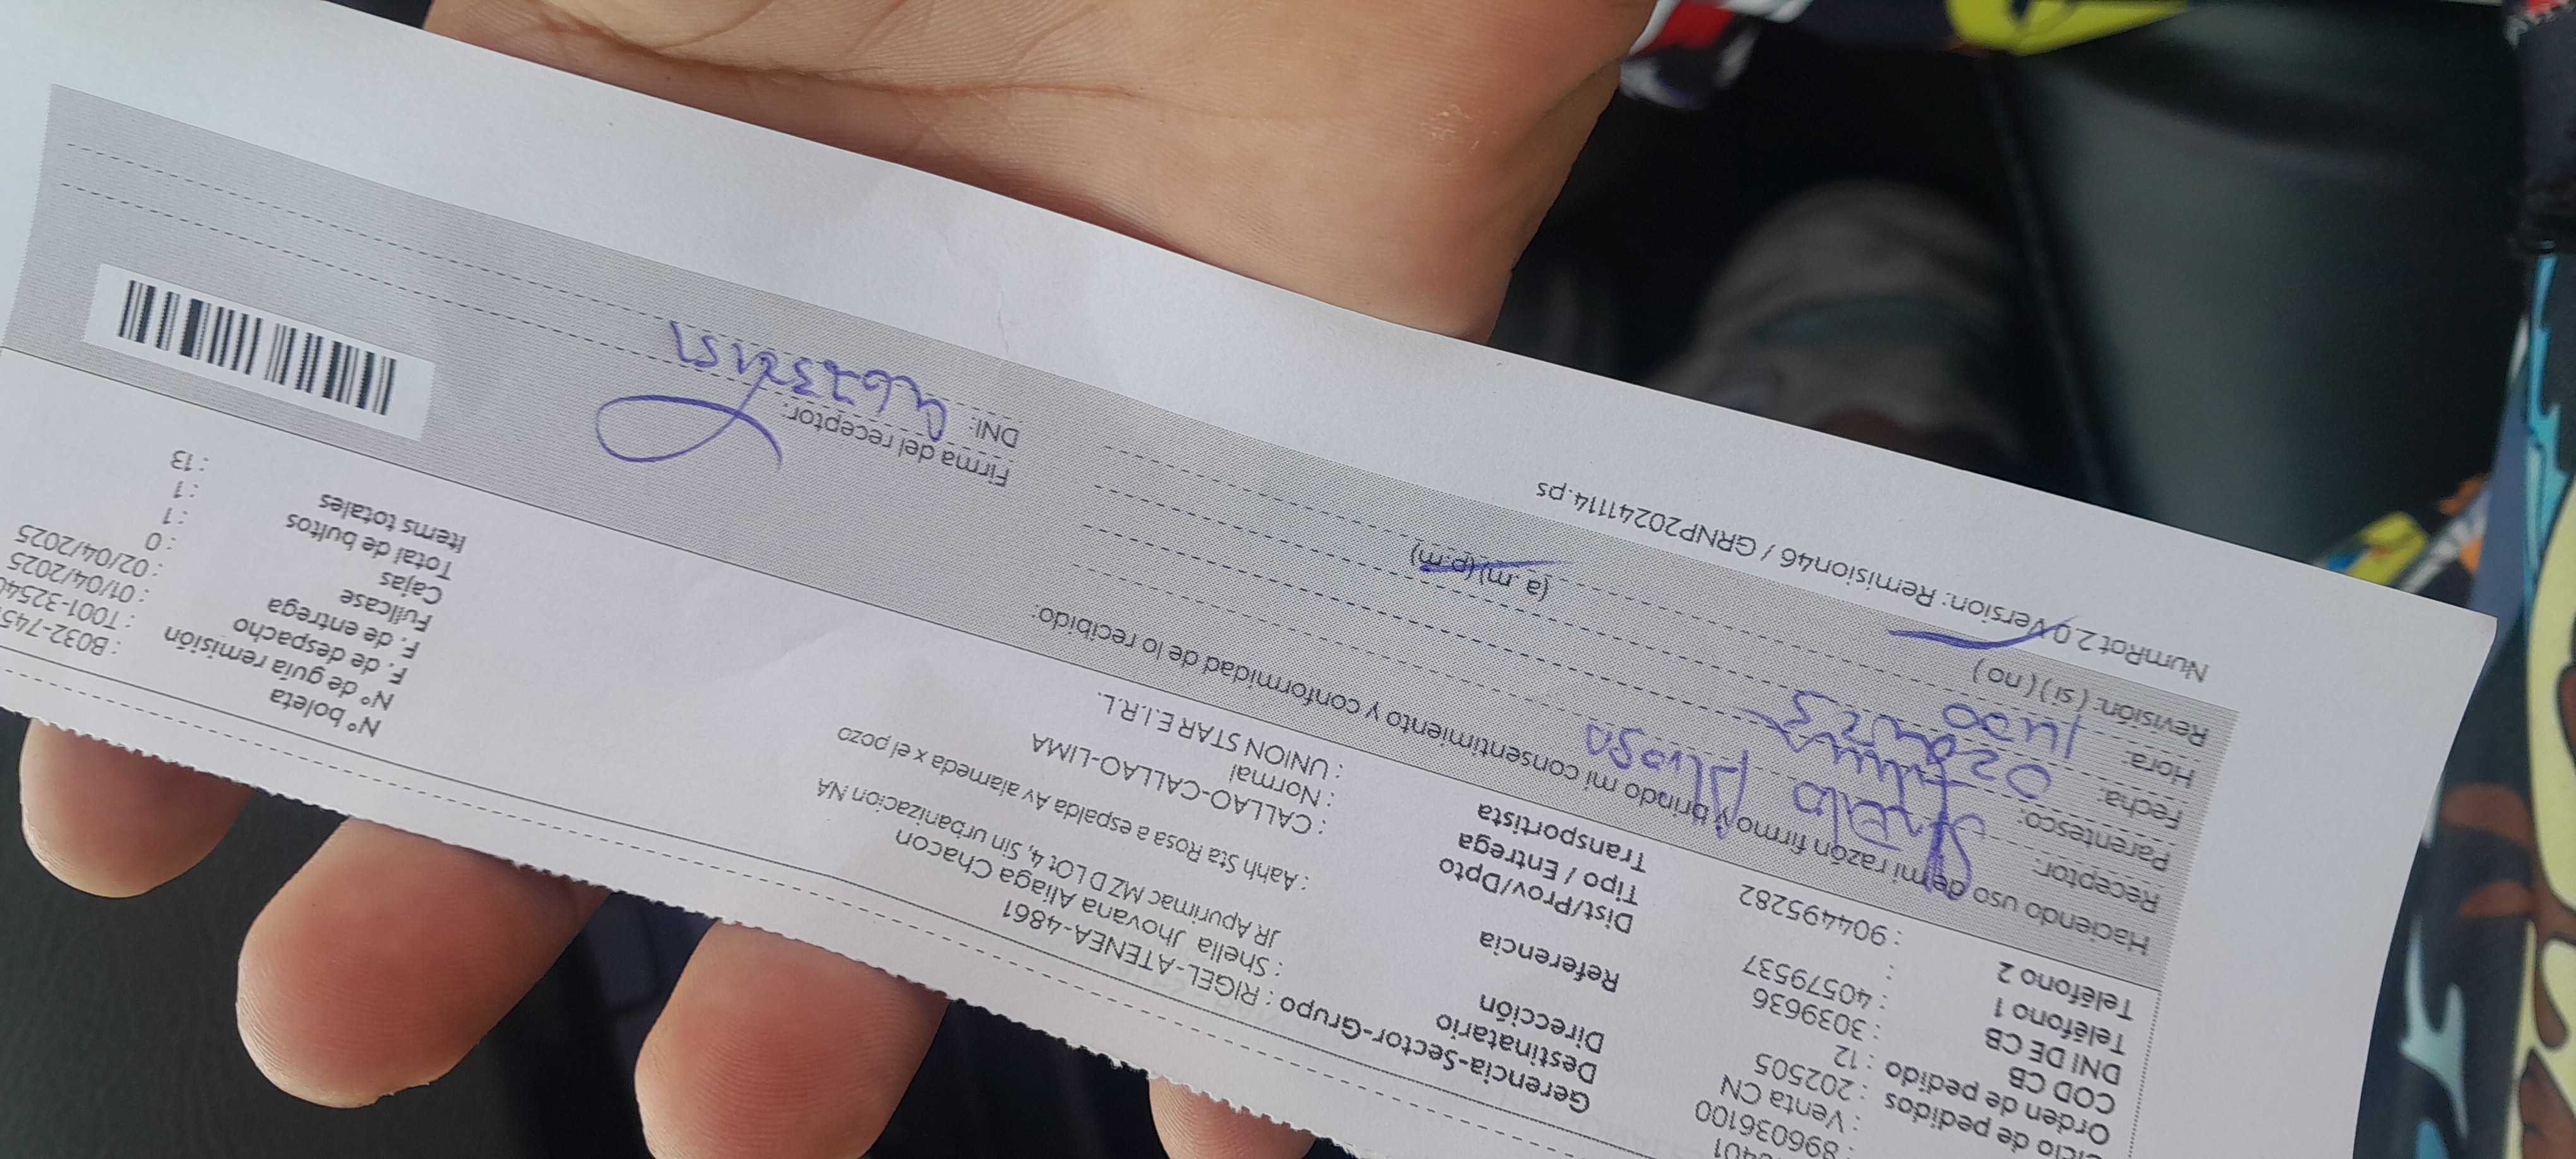 401
: 896036100
: Venta CN
Ciclo de pedidos : 202505
Orden de pedido : 12
COD CB : 3039636
DNI DE CB : 40579537
Teléfono 1 :
Teléfono 2 : 904495282
Gerencia-Sector-Grupo : RIGEL-ATENEA-4861
Destinatario : Shella Jhovana Aliaga Chacon
Dirección JR Apurimac MZ D LOt 4, Sin urbanizacion NA
Referencia : Aahh Sta Rosa a espalda Av alameda x el pozo
Dist/Prov/Dpto : CALLAO-CALLAO-LIMA
Tipo / Entrega : Normal
Transportista : UNION STAR E.I.R.L.
N° boleta : B032-745
N° de guía remisión : T001-3254
F. de despacho : 01/04/2025
F. de entrega : 02/04/2025
Fullcase : 0
Cajas : 1
Total de bultos : 1
Items totales : 13
Haciendo uso de mi razón firmo y brindo mi consentimiento y conformidad de lo recibido:
Receptor:
Parentesco:
Fecha:
Hora: (a .m) (p.m)
Revisión: ( si ) ( no )
Firma del receptor:
DNI:
NumRot 2.0 Version: Remision46 / GRNP20241114.ps